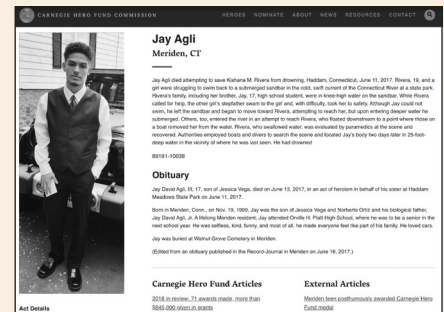 CARNEGIE HERO FUND COMMISSION
HEROES NOMINATE ABOUT NEWS RESOURCES CONTACT
Jay Agli
Meriden, CT
Jay Agli died attempting to save Kishana M. Rivera from drowning, Haddam, Connecticut, June 11, 2017. Rivera, 19, and a
girl were struggling to swim back to a submerged sandbar in the cold, swift current of the Connecticut River at a state park.
Rivera's family, including her brother, Jay, 17, high school student, were in knee-high water on the sandbar. While Rivera
called for help, the other girl's stepfather swam to the girl and, with difficulty, took her to safety. Although Jay could not
swim, he left the sandbar and began to move toward Rivera, attempting to reach her, but upon entering deeper water he
submerged. Others, too, entered the river in an attempt to reach Rivera, who floated downstream to a point where those on
a boat removed her from the water. Rivera, who swallowed water, was evaluated by paramedics at the scene and
recovered. Authorities employed boats and divers to search the scene and located Jay's body two days later in 25-foot-
deep water in the vicinity of where he was last seen. He had drowned
89191-10038
Obituary
Jay David Agli, III, 17, son of Jessica Vega, died on June 13, 2017, in an act of heroism in behalf of his sister at Haddam
Meadows State Park on June 11, 2017.
Born in Meriden, Conn., on Nov. 19, 1999, Jay was the son of Jessica Vega and Norberte Ortiz and his biological father,
Jay David Agli, Jr. A lifelong Meriden resident, Jay attended Orville H. Platt High School, where he was to be a senior in the
next school year. He was selfless, kind, funny, and most of all, he made everyone feel like part of his family. He loved cars.
Jay was buried at Walnut Grove Cemetery in Meriden.
(Edited from an obituary published in the Record-Journal in Meriden on June 16, 2017.)
Carnegie Hero Fund Articles
2018 in review: 71 awards made, more than
$845,000 given in grants
External Articles
Meriden teen posthumously awarded Carnegie Hero
Fund medal
Act Details